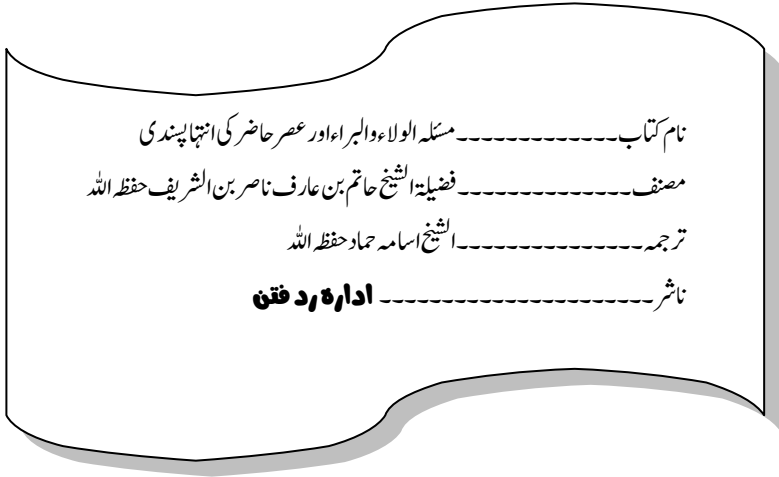 نام کتاب۔۔۔۔۔۔۔۔۔۔۔۔۔۔مسئلہ الولاء والبراء اور عصر حاضر کی انتہا پسندی
مصنف۔۔۔۔۔۔۔۔۔۔۔۔۔۔فضیلۃ الشیخ حاتم بن عارف ناصر بن الشریف حفظہ اللہ
ترجمہ۔۔۔۔۔۔۔۔۔۔۔۔۔۔۔الشیخ اسامہ حماد حفظہ اللہ
ناشر۔۔۔۔۔۔۔۔۔۔۔۔۔۔۔۔۔۔۔۔۔۔ ادارۃ رد فتن